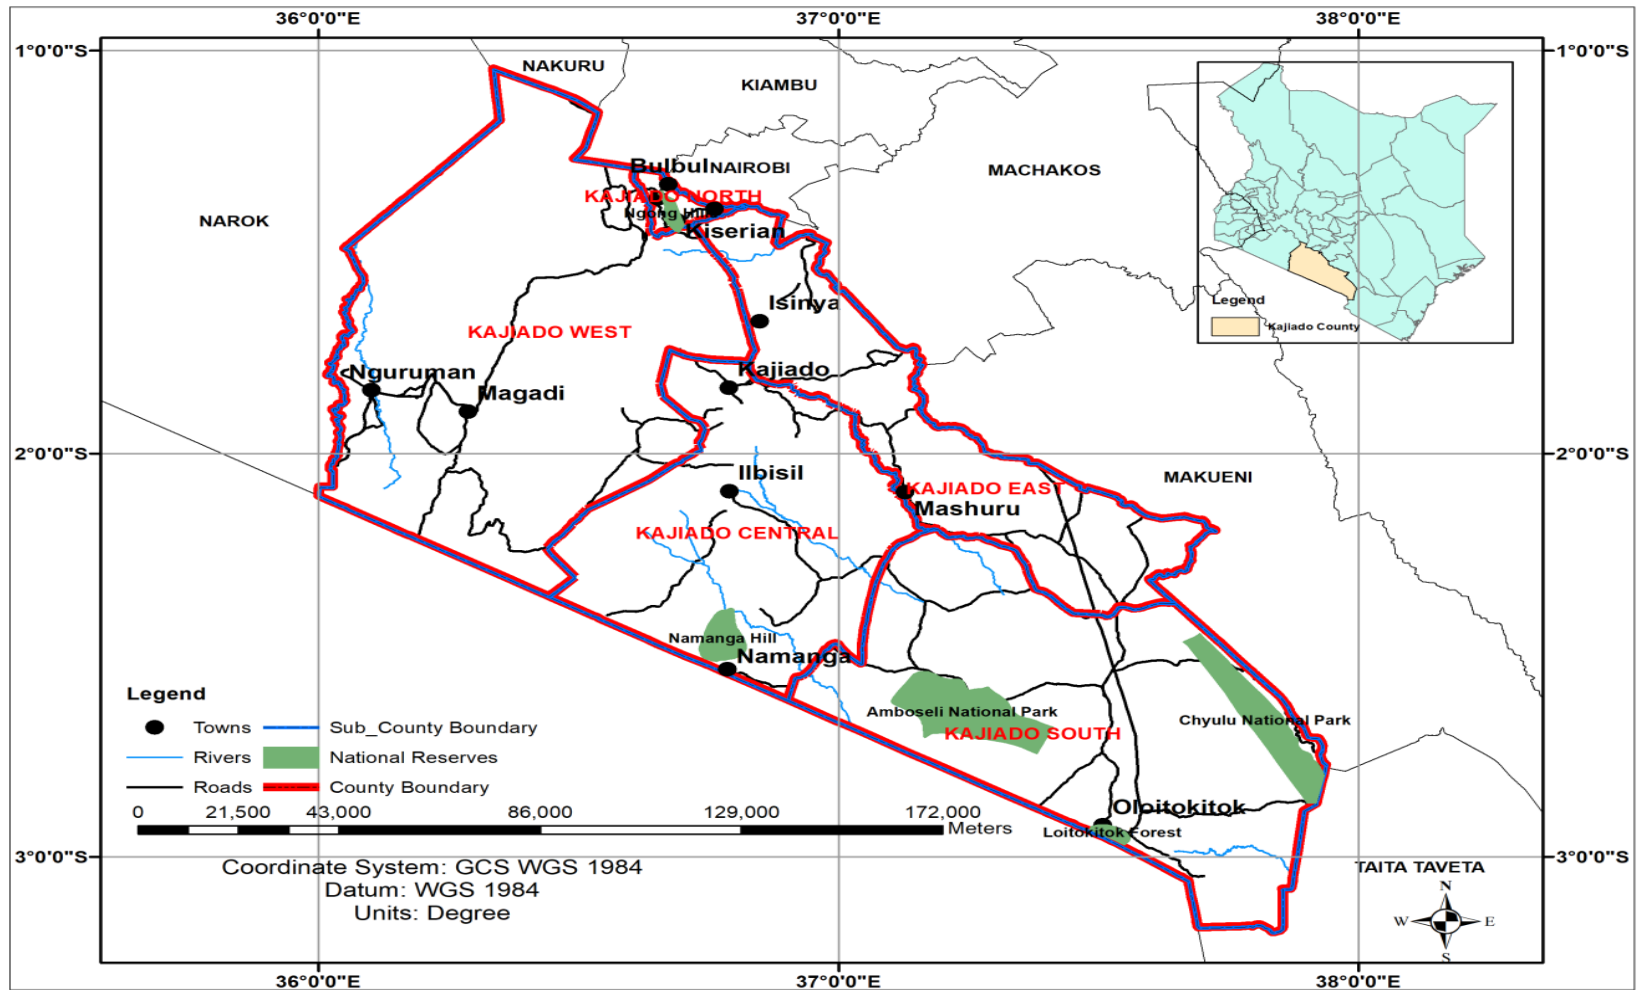 36°0'0"E
37°0'0"E
38°0'0"E
1°0'0"S
1°0'0"S
NAKURU
KIAMBU
NAIROBI
MACHAKOS
NAROK
Bulbul
KAJIADO NORTH
Ngong Hill
Kiserian
Legend
Kajiado County
Isinya
KAJIADO WEST
Kajiado
Nguruman
Magadi
2°0'0"S
2°0'0"S
Ilbisil
MAKUENI
KAJIADO EAST
Mashuru
KAJIADO CENTRAL
Namanga Hill
Namanga
Amboseli National Park
KAJIADO SOUTH
Chyulu National Park
Legend
Towns
Sub_County Boundary
Rivers
National Reserves
Roads
County Boundary
0 21,500 43,000 86,000 129,000 172,000
Meters
Oloitokitok
Loitokitok Forest
3°0'0"S
3°0'0"S
TAITA TAVETA
Coordinate System: GCS WGS 1984
Datum: WGS 1984
Units: Degree
N
W E
S
36°0'0"E
37°0'0"E
38°0'0"E